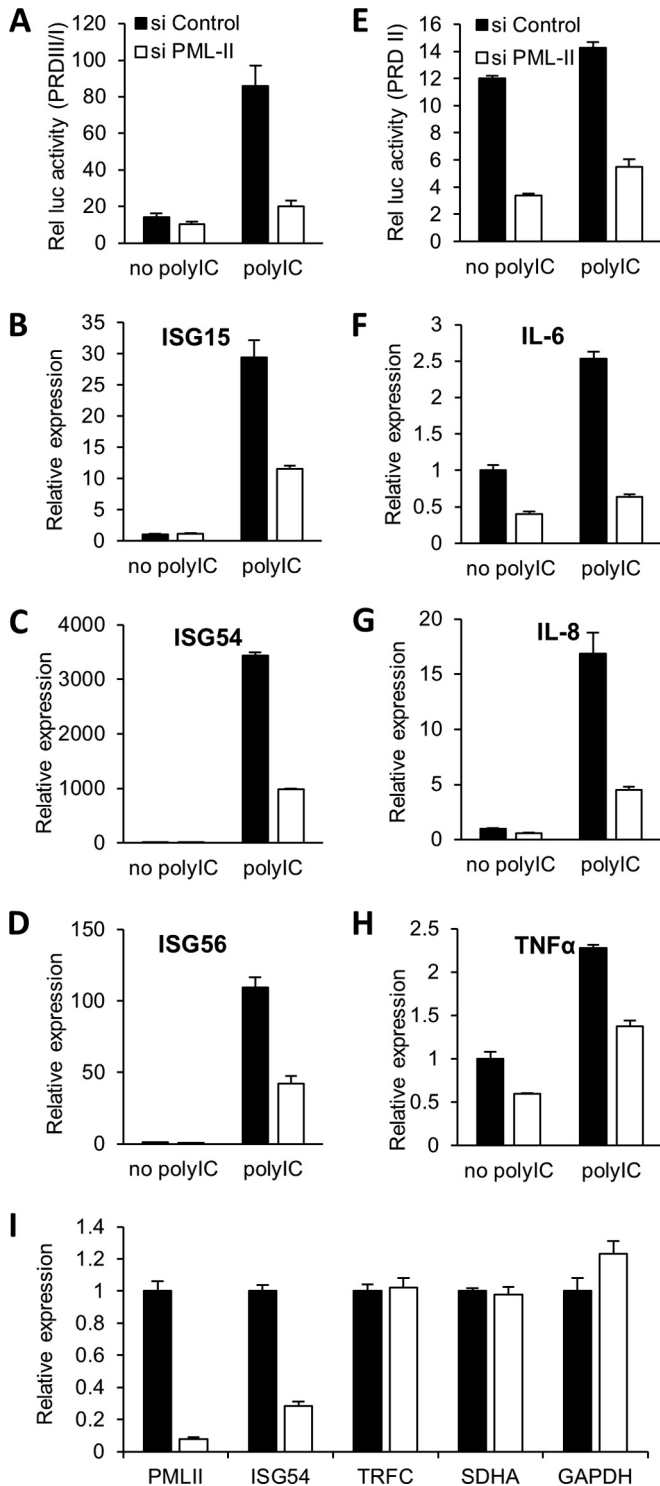 A
Rel luc activity (PRDIII/I)
120
100
80
60
40
20
0
si Control
si PML-II
no polyIC polyIC
E
Rel luc activity (PRD II)
16
14
12
10
8
6
4
2
0
si Control
si PML-II
no polyIC polyIC
B
ISG15
Relative expression
35
30
25
20
15
10
5
0
no polyIC polyIC
F
IL-6
Relative expression
3
2.5
2
1.5
1
0.5
0
no polyIC polyIC
C
ISG54
Relative expression
4000
3000
2000
1000
0
no polyIC polyIC
G
IL-8
Relative expression
20
15
10
5
0
no polyIC polyIC
D
ISG56
Relative expression
150
100
50
0
no polyIC polyIC
H
TNFα
Relative expression
2.5
2
1.5
1
0.5
0
no polyIC polyIC
I
Relative expression
1.4
1.2
1
0.8
0.6
0.4
0.2
0
PMLII ISG54 TRFC SDHA GAPDH